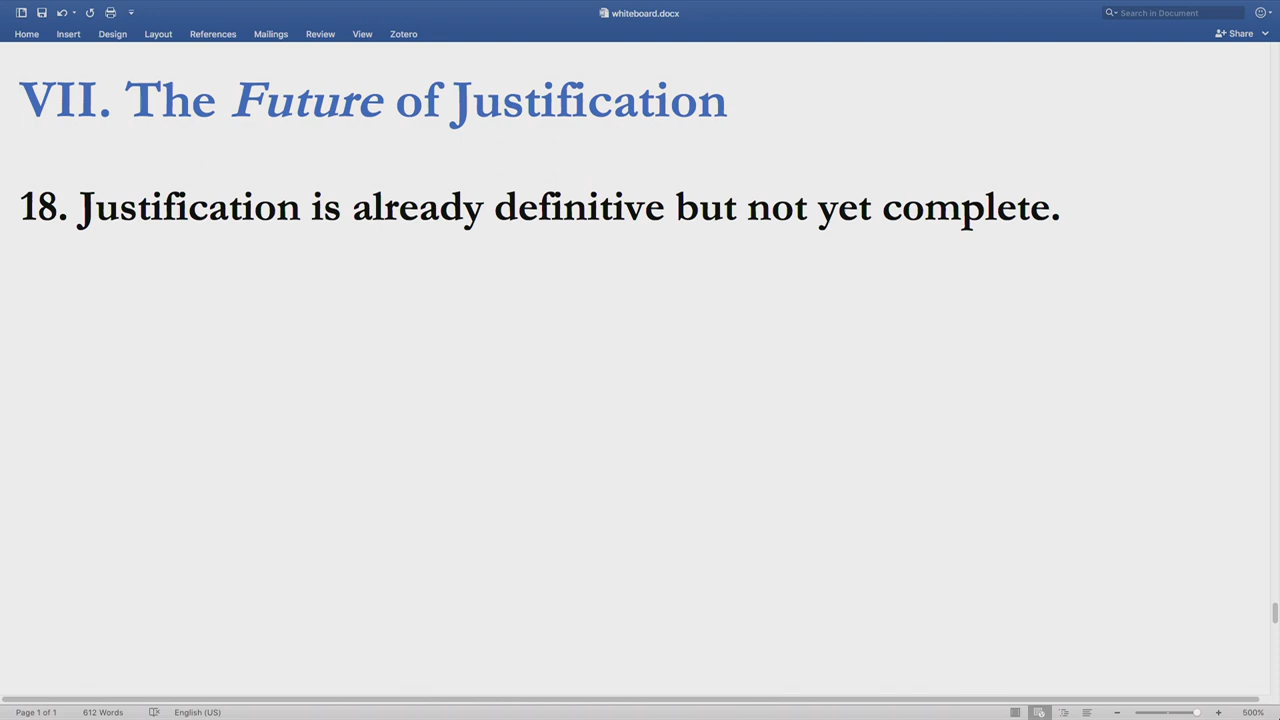 whiteboard.docx
Search in Document
Home Insert Design Layout References Mailings Review View Zotero
Share
VII. The Future of Justification
18. Justification is already definitive but not yet complete.
Page 1 of 1 612 Words English (US) 500%